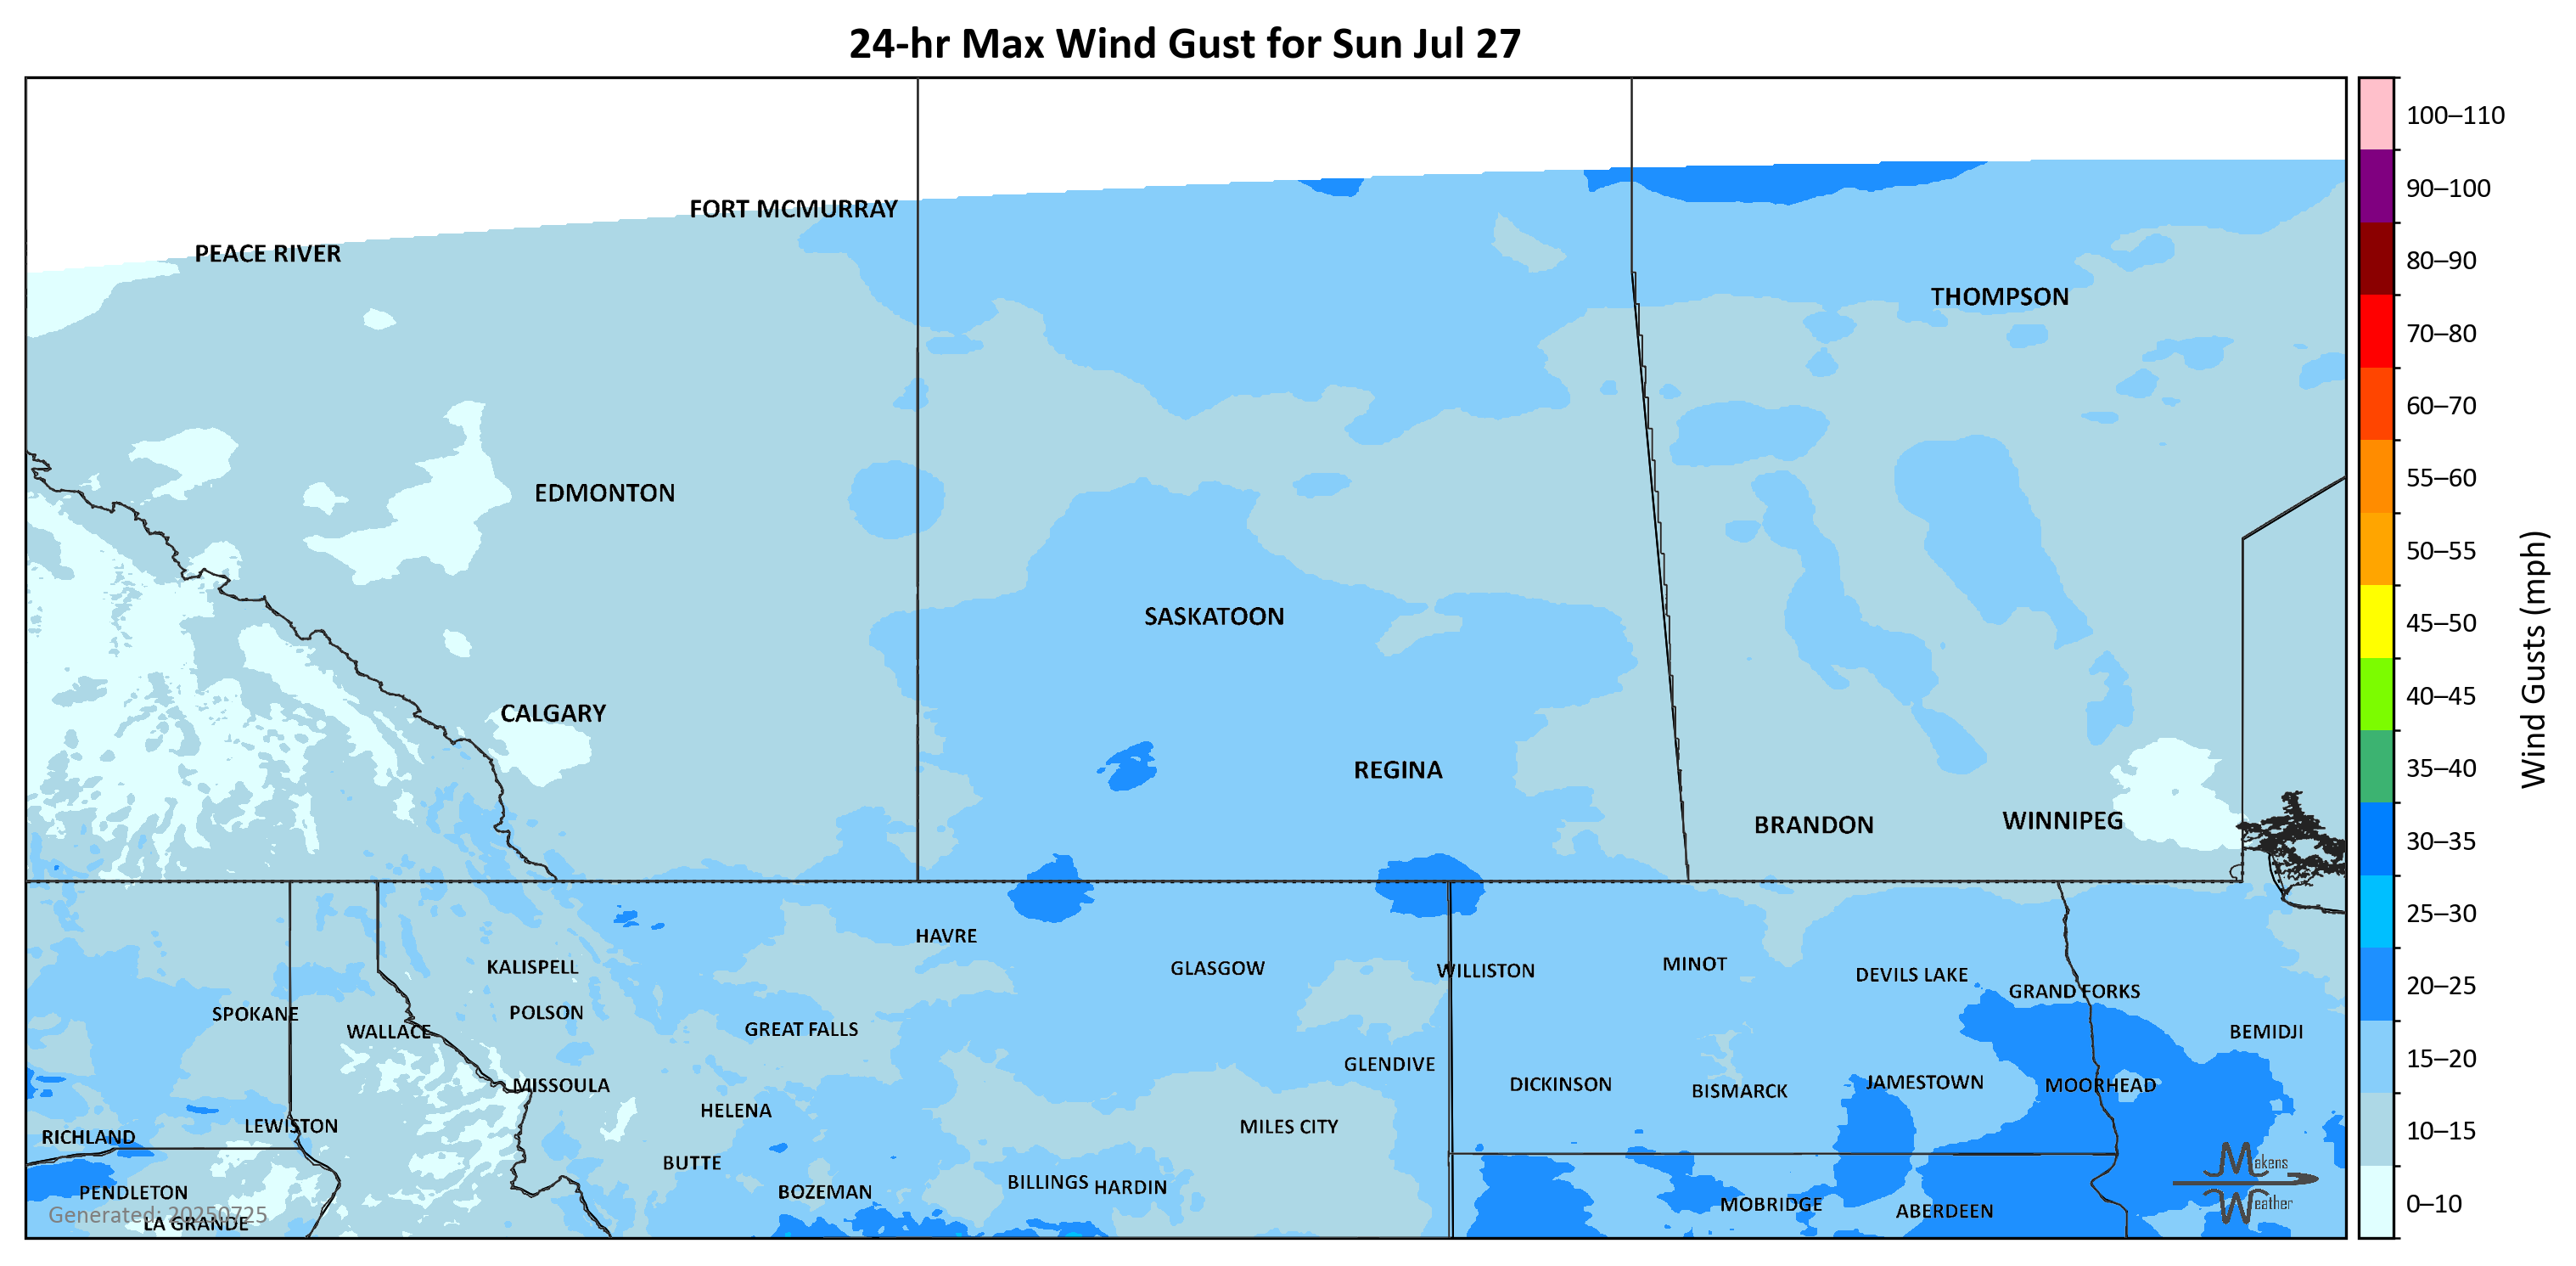 24-hr Max Wind Gust for Sun Jul 27
100–110
90–100
80–90
70–80
60–70
55–60
50–55
45–50
40–45
35–40
30–35
25–30
20–25
15–20
10–15
0–10
Wind Gusts (mph)
FORT MCMURRAY
PEACE RIVER
THOMPSON
EDMONTON
SASKATOON
CALGARY
REGINA
BRANDON
WINNIPEG
HAVRE
KALISPELL
GLASGOW
WILLISTON
MINOT
DEVILS LAKE
GRAND FORKS
SPOKANE
POLSON
WALLACE
GREAT FALLS
BEMIDJI
GLENDIVE
MISSOULA
DICKINSON
BISMARCK
JAMESTOWN
MOORHEAD
HELENA
LEWISTON
MILES CITY
RICHLAND
BUTTE
PENDLETON
BOZEMAN
BILLINGS
HARDIN
MOBRIDGE
ABERDEEN
Generated: 20250725
LA GRANDE
Makens
Weather